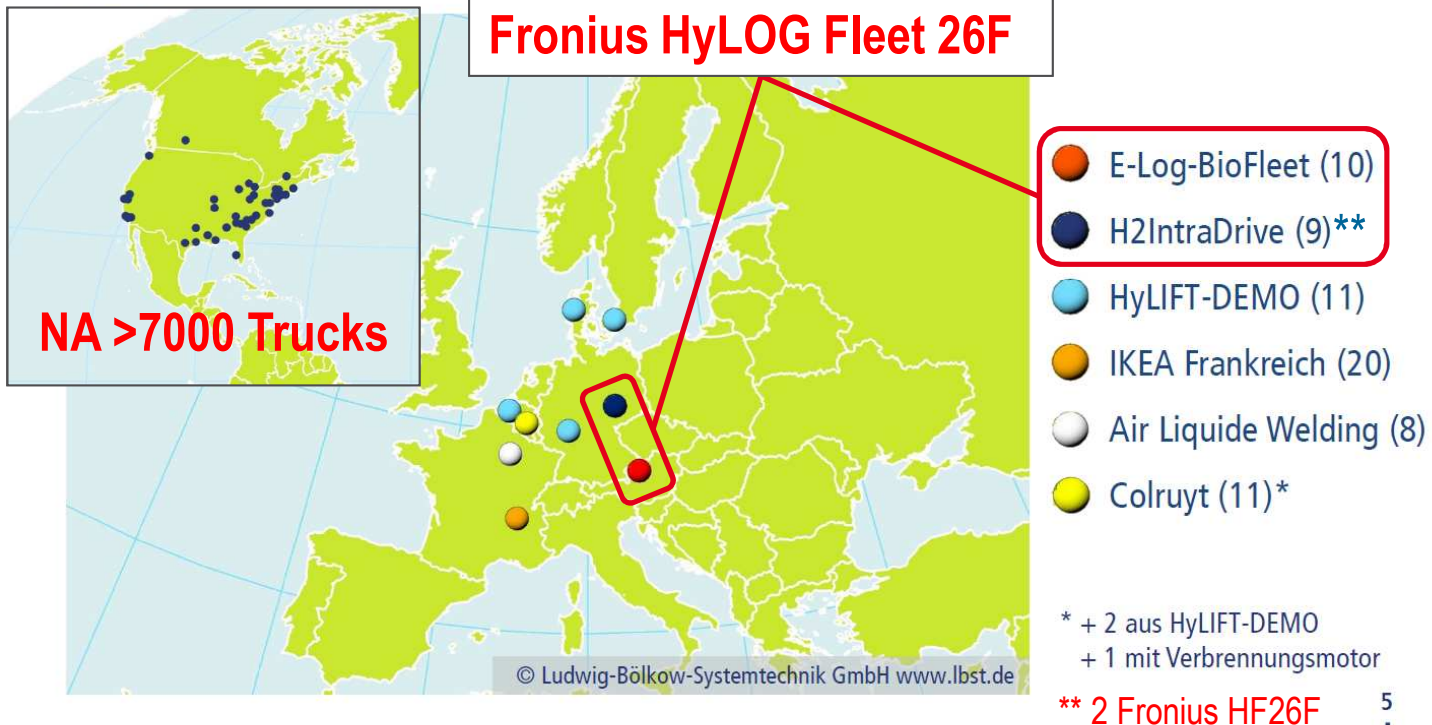 Fronius HyLOG Fleet 26F
NA >7000 Trucks
E-Log-BioFleet (10)
H2IntraDrive (9)**
HyLIFT-DEMO (11)
IKEA Frankreich (20)
Air Liquide Welding (8)
Colruyt (11)*
* + 2 aus HyLIFT-DEMO
+ 1 mit Verbrennungsmotor
© Ludwig-Bölkow-Systemtechnik GmbH www.lbst.de
** 2 Fronius HF26F
5